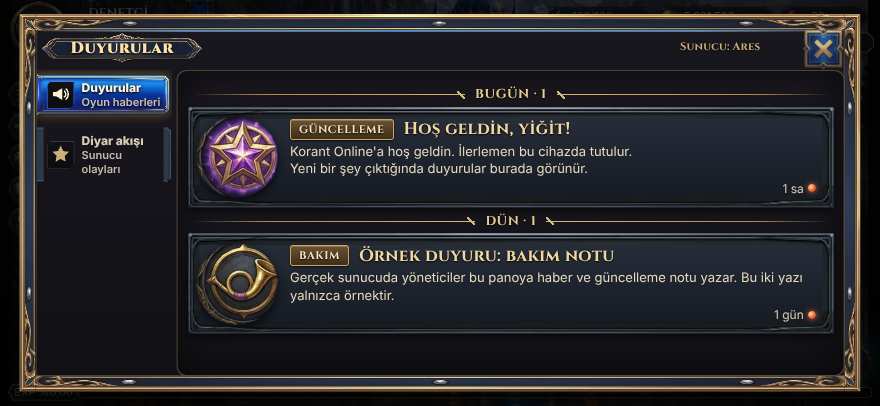 DENETÇİ
Duyurular
Sunucu: Ares
Duyurular
Oyun haberleri
Diyar akışı
Sunucu
olayları
BUGÜN · 1
GÜNCELLEME Hoş geldin, yiğit!
Korant Online'a hoş geldin. İlerlemen bu cihazda tutulur.
Yeni bir şey çıktığında duyurular burada görünür.
1 sa
DÜN · 1
BAKIM Örnek duyuru: bakım notu
Gerçek sunucuda yöneticiler bu panoya haber ve güncelleme notu yazar. Bu iki yazı
yalnızca örnektir.
1 gün